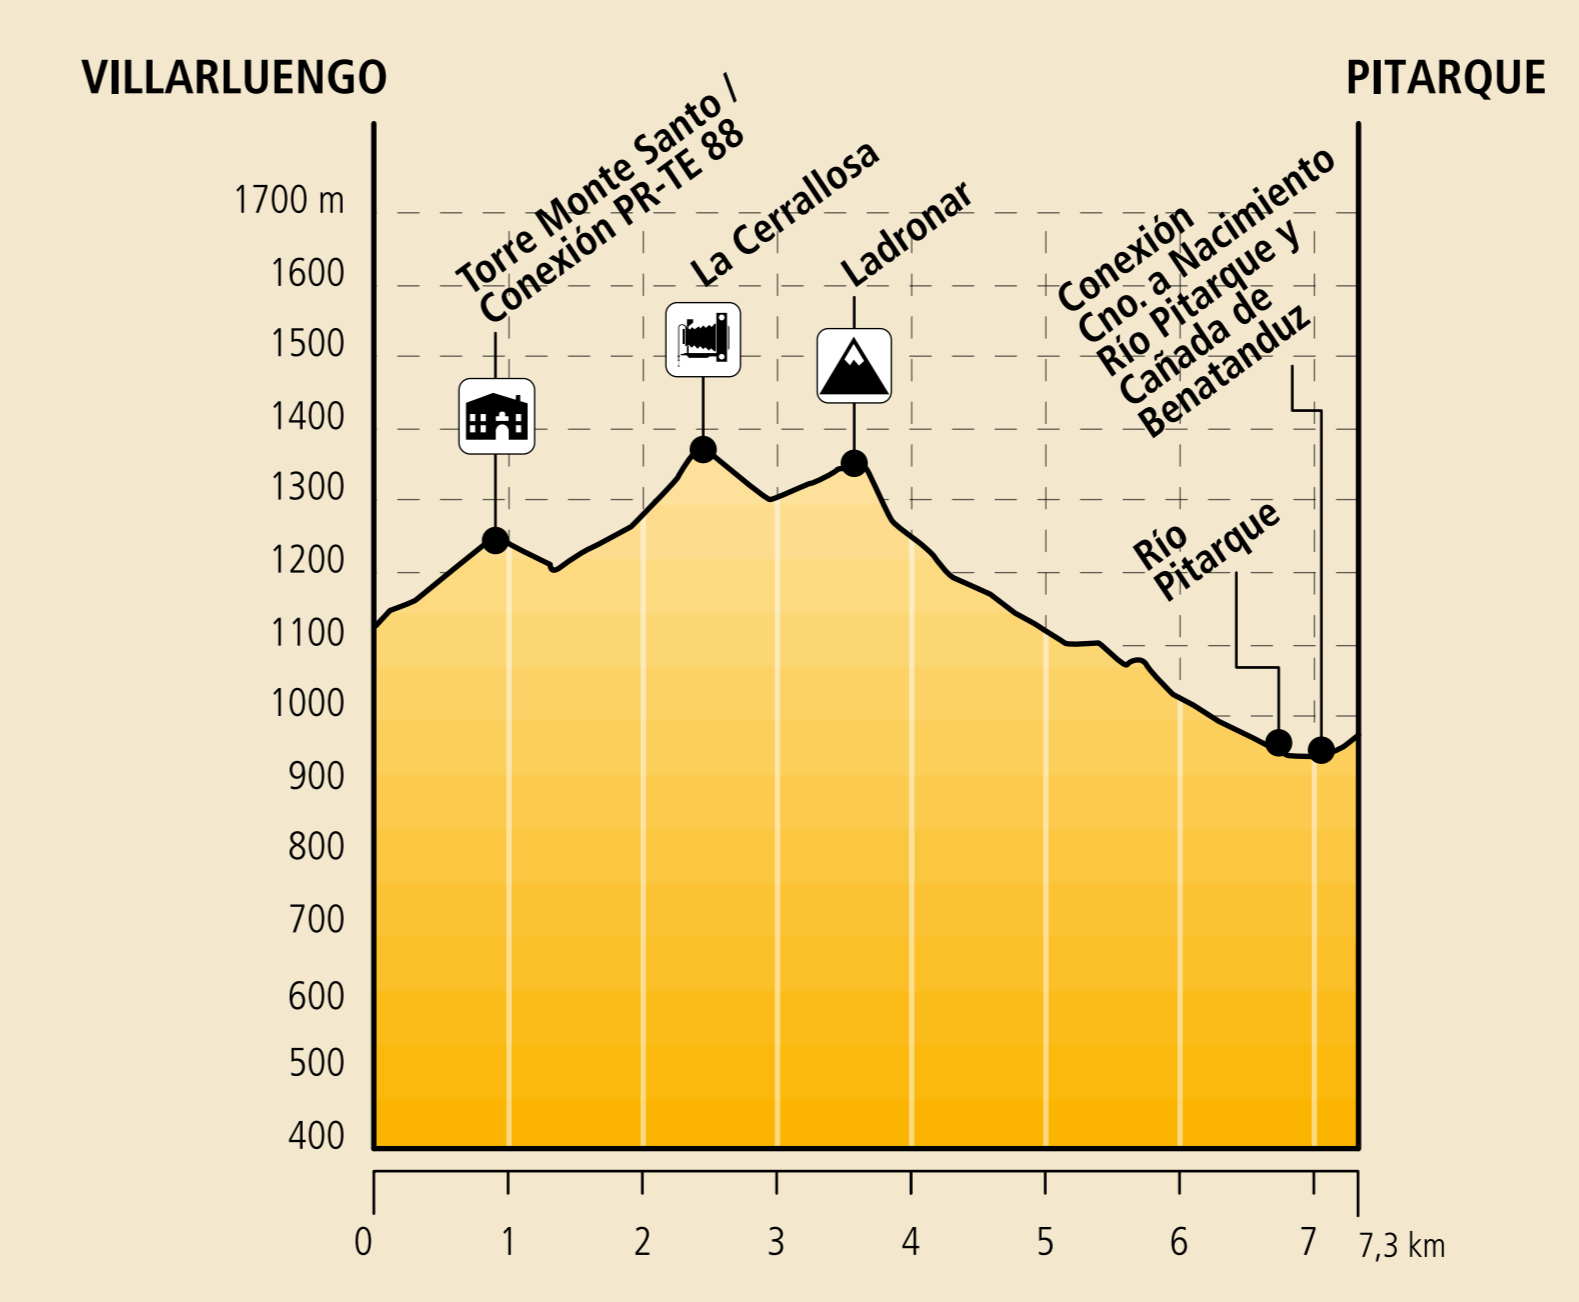 VILLARLUENGO
PITARQUE
Torre Monte Santo /
Conexión PR-TE 88
La Cerrallosa
Ladronar
Conexión
Cno. a Nacimiento
Río Pitarque y
Cañada de
Benatanduz
Río
Pitarque
1700 m
1600
1500
1400
1300
1200
1100
1000
900
800
700
600
500
400
0
1
2
3
4
5
6
7
7,3 km